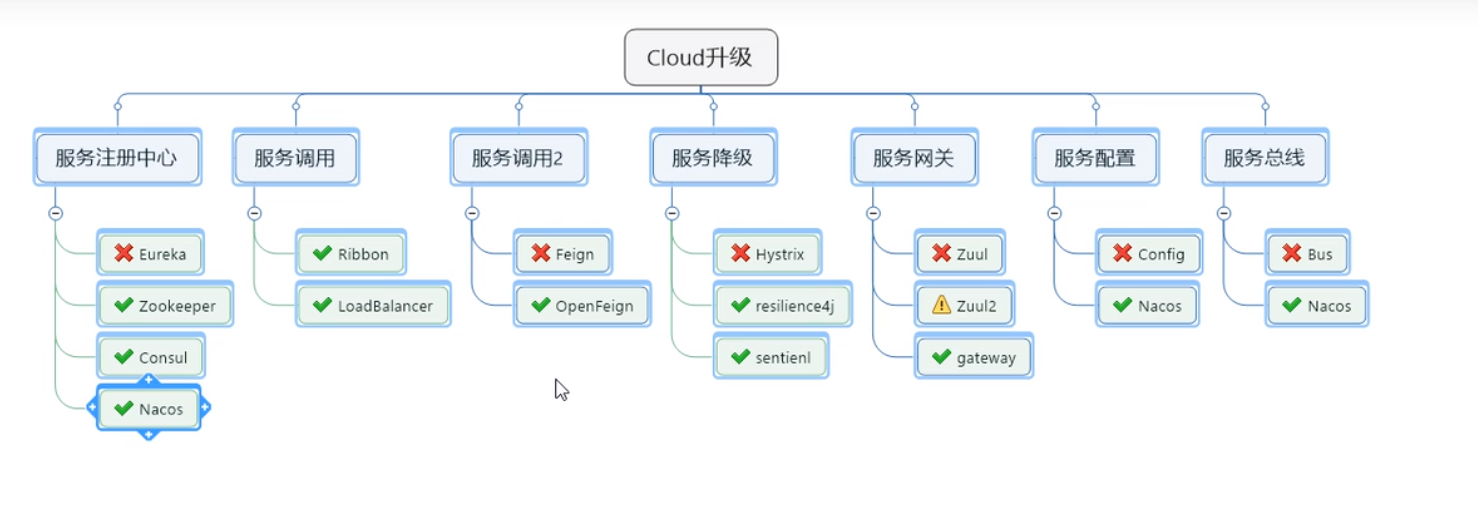 Cloud升级
服务注册中心
服务调用
服务调用2
服务降级
服务网关
服务配置
服务总线
Eureka
Zookeeper
Consul
Nacos
Ribbon
LoadBalancer
Feign
OpenFeign
Hystrix
resilience4j
sentienl
Zuul
Zuul2
gateway
Config
Nacos
Bus
Nacos